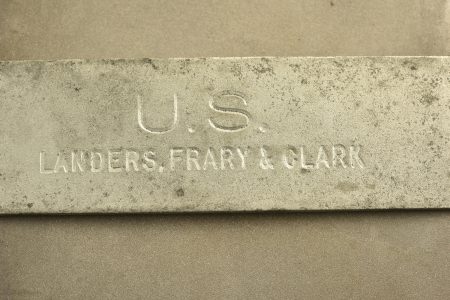 U.S.
LANDERS, FRARY & CLARK